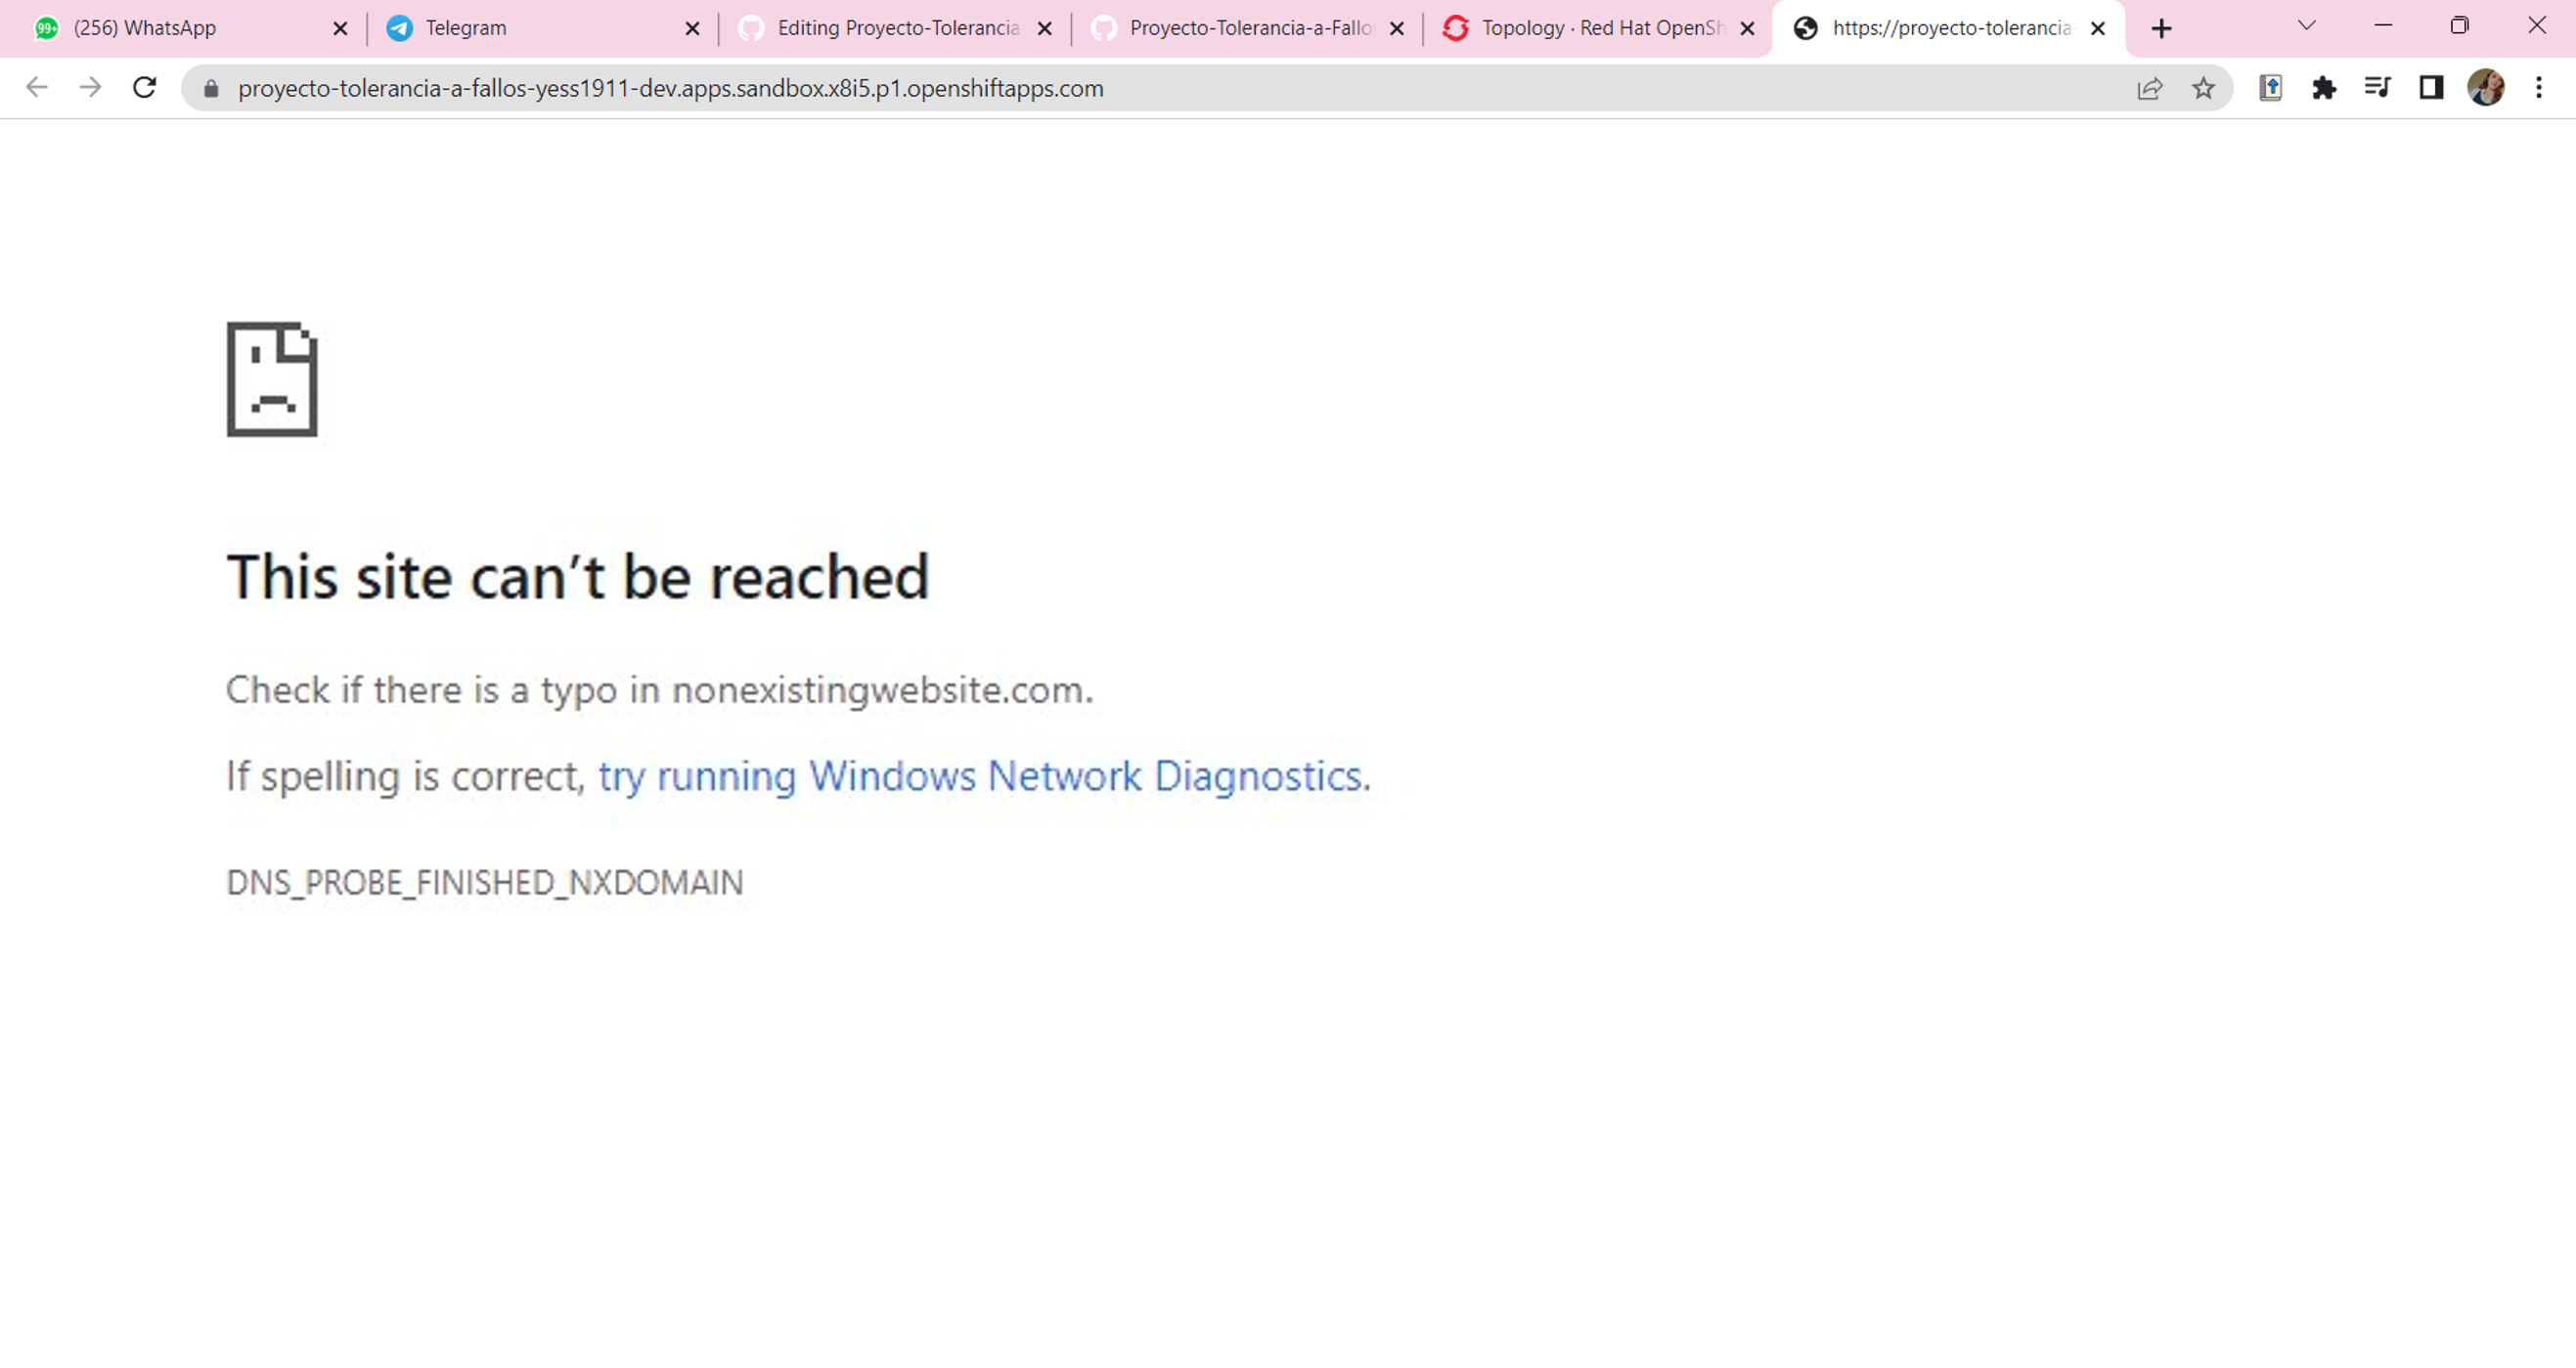 99+ (256) WhatsApp
Telegram
Editing Proyecto-Tolerancia
Proyecto-Tolerancia-a-Fallo
Topology · Red Hat OpenSh
https://proyecto-tolerancia-
proyecto-tolerancia-a-fallos-yess1911-dev.apps.sandbox.x8i5.p1.openshiftapps.com
This site can’t be reached
Check if there is a typo in nonexistingwebsite.com.
If spelling is correct, try running Windows Network Diagnostics.
DNS_PROBE_FINISHED_NXDOMAIN